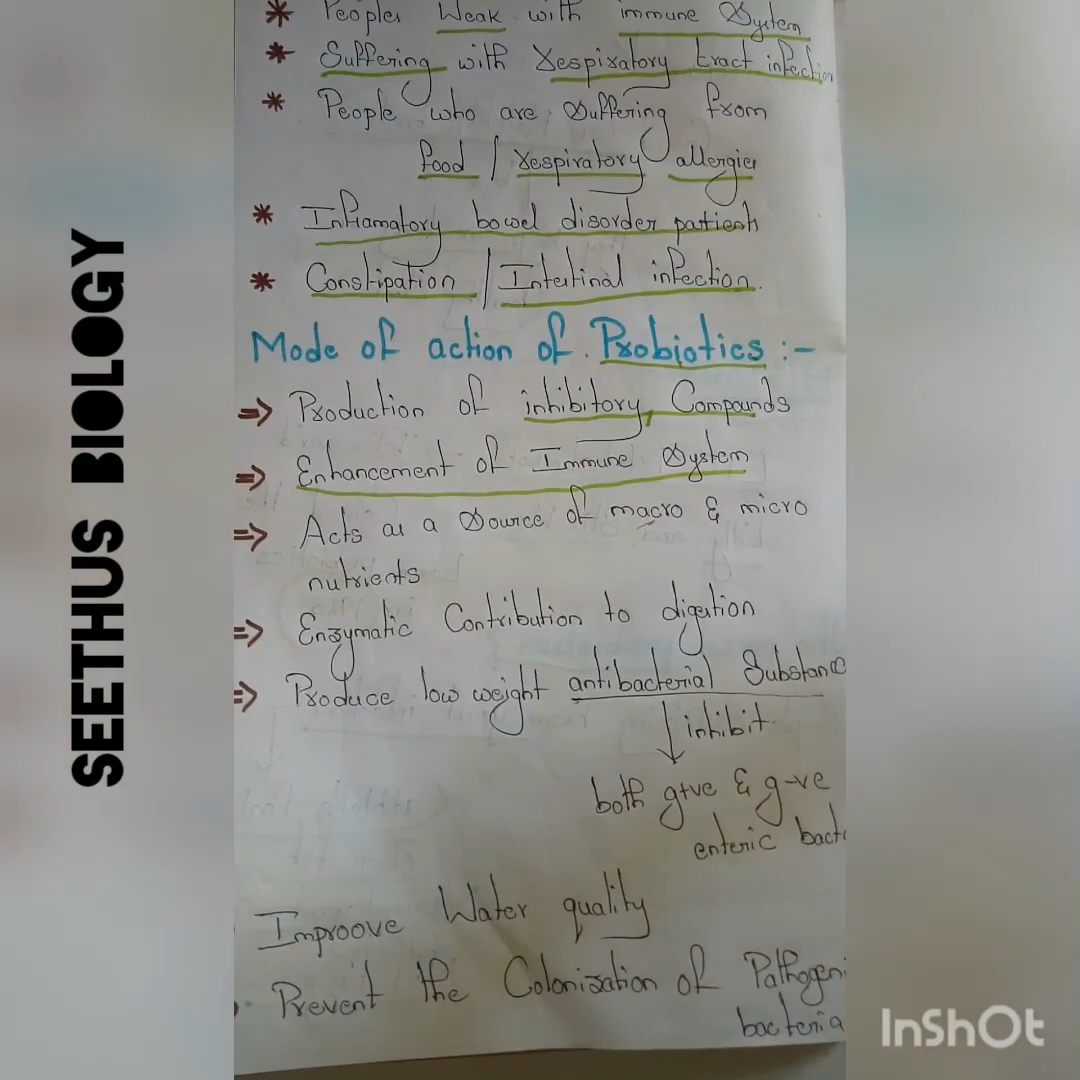 SEETHUS BIOLOGY
* Peoples Weak with immune System
* Suffering with respiratory tract infection
* People who are suffering from
food / respiratory allergies
* Inflamatory bowel disorder patients
* Constipation / Intestinal infection.
Mode of action of Probiotics :-
⇒ Production of inhibitory Compounds
⇒ Enhancement of Immune System
⇒ Acts as a Source of macro & micro
nutrients
⇒ Enzymatic Contribution to digestion
⇒ Produce low weight antibacterial Substance
↓ inhibit
both g+ve & g-ve
enteric bact
Improove Water quality
Prevent the Colonisation of Pathogeni
bacteria
InShOt